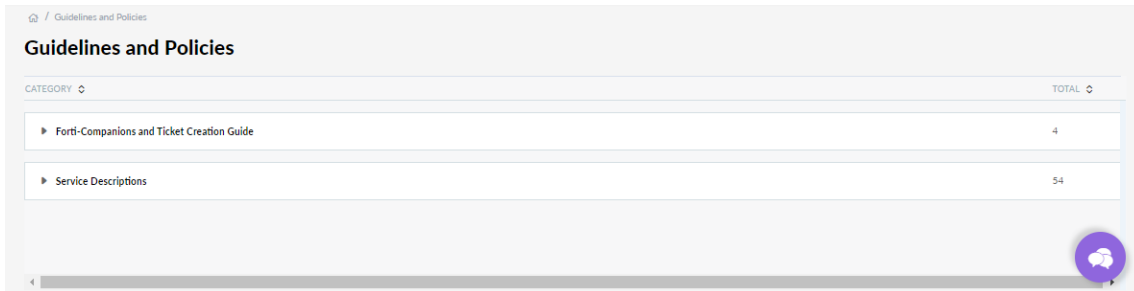 / Guidelines and Policies
Guidelines and Policies
CATEGORY TOTAL
Forti-Companions and Ticket Creation Guide 4
Service Descriptions 54